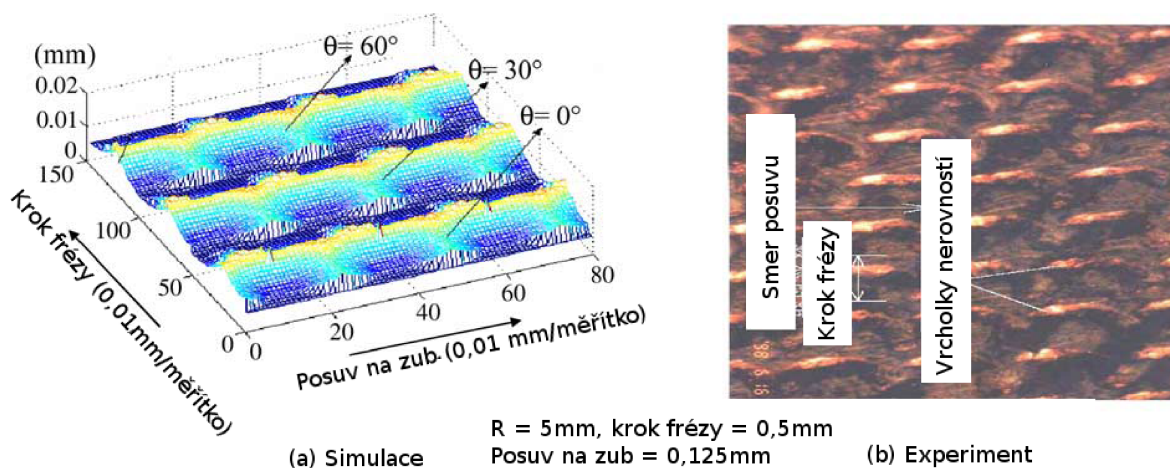 (mm)
0.02
0.01
0
150
100
50
0
0
20
40
60
80
θ= 60°
θ= 30°
θ= 0°
Krok frézy (0,01mm/měřítko)
Posuv na zub (0,01 mm/měřítko)
Smer posuvu
Krok frézy
Vrcholky nerovností
R = 5mm, krok frézy = 0,5mm
Posuv na zub = 0,125mm
(a) Simulace
(b) Experiment